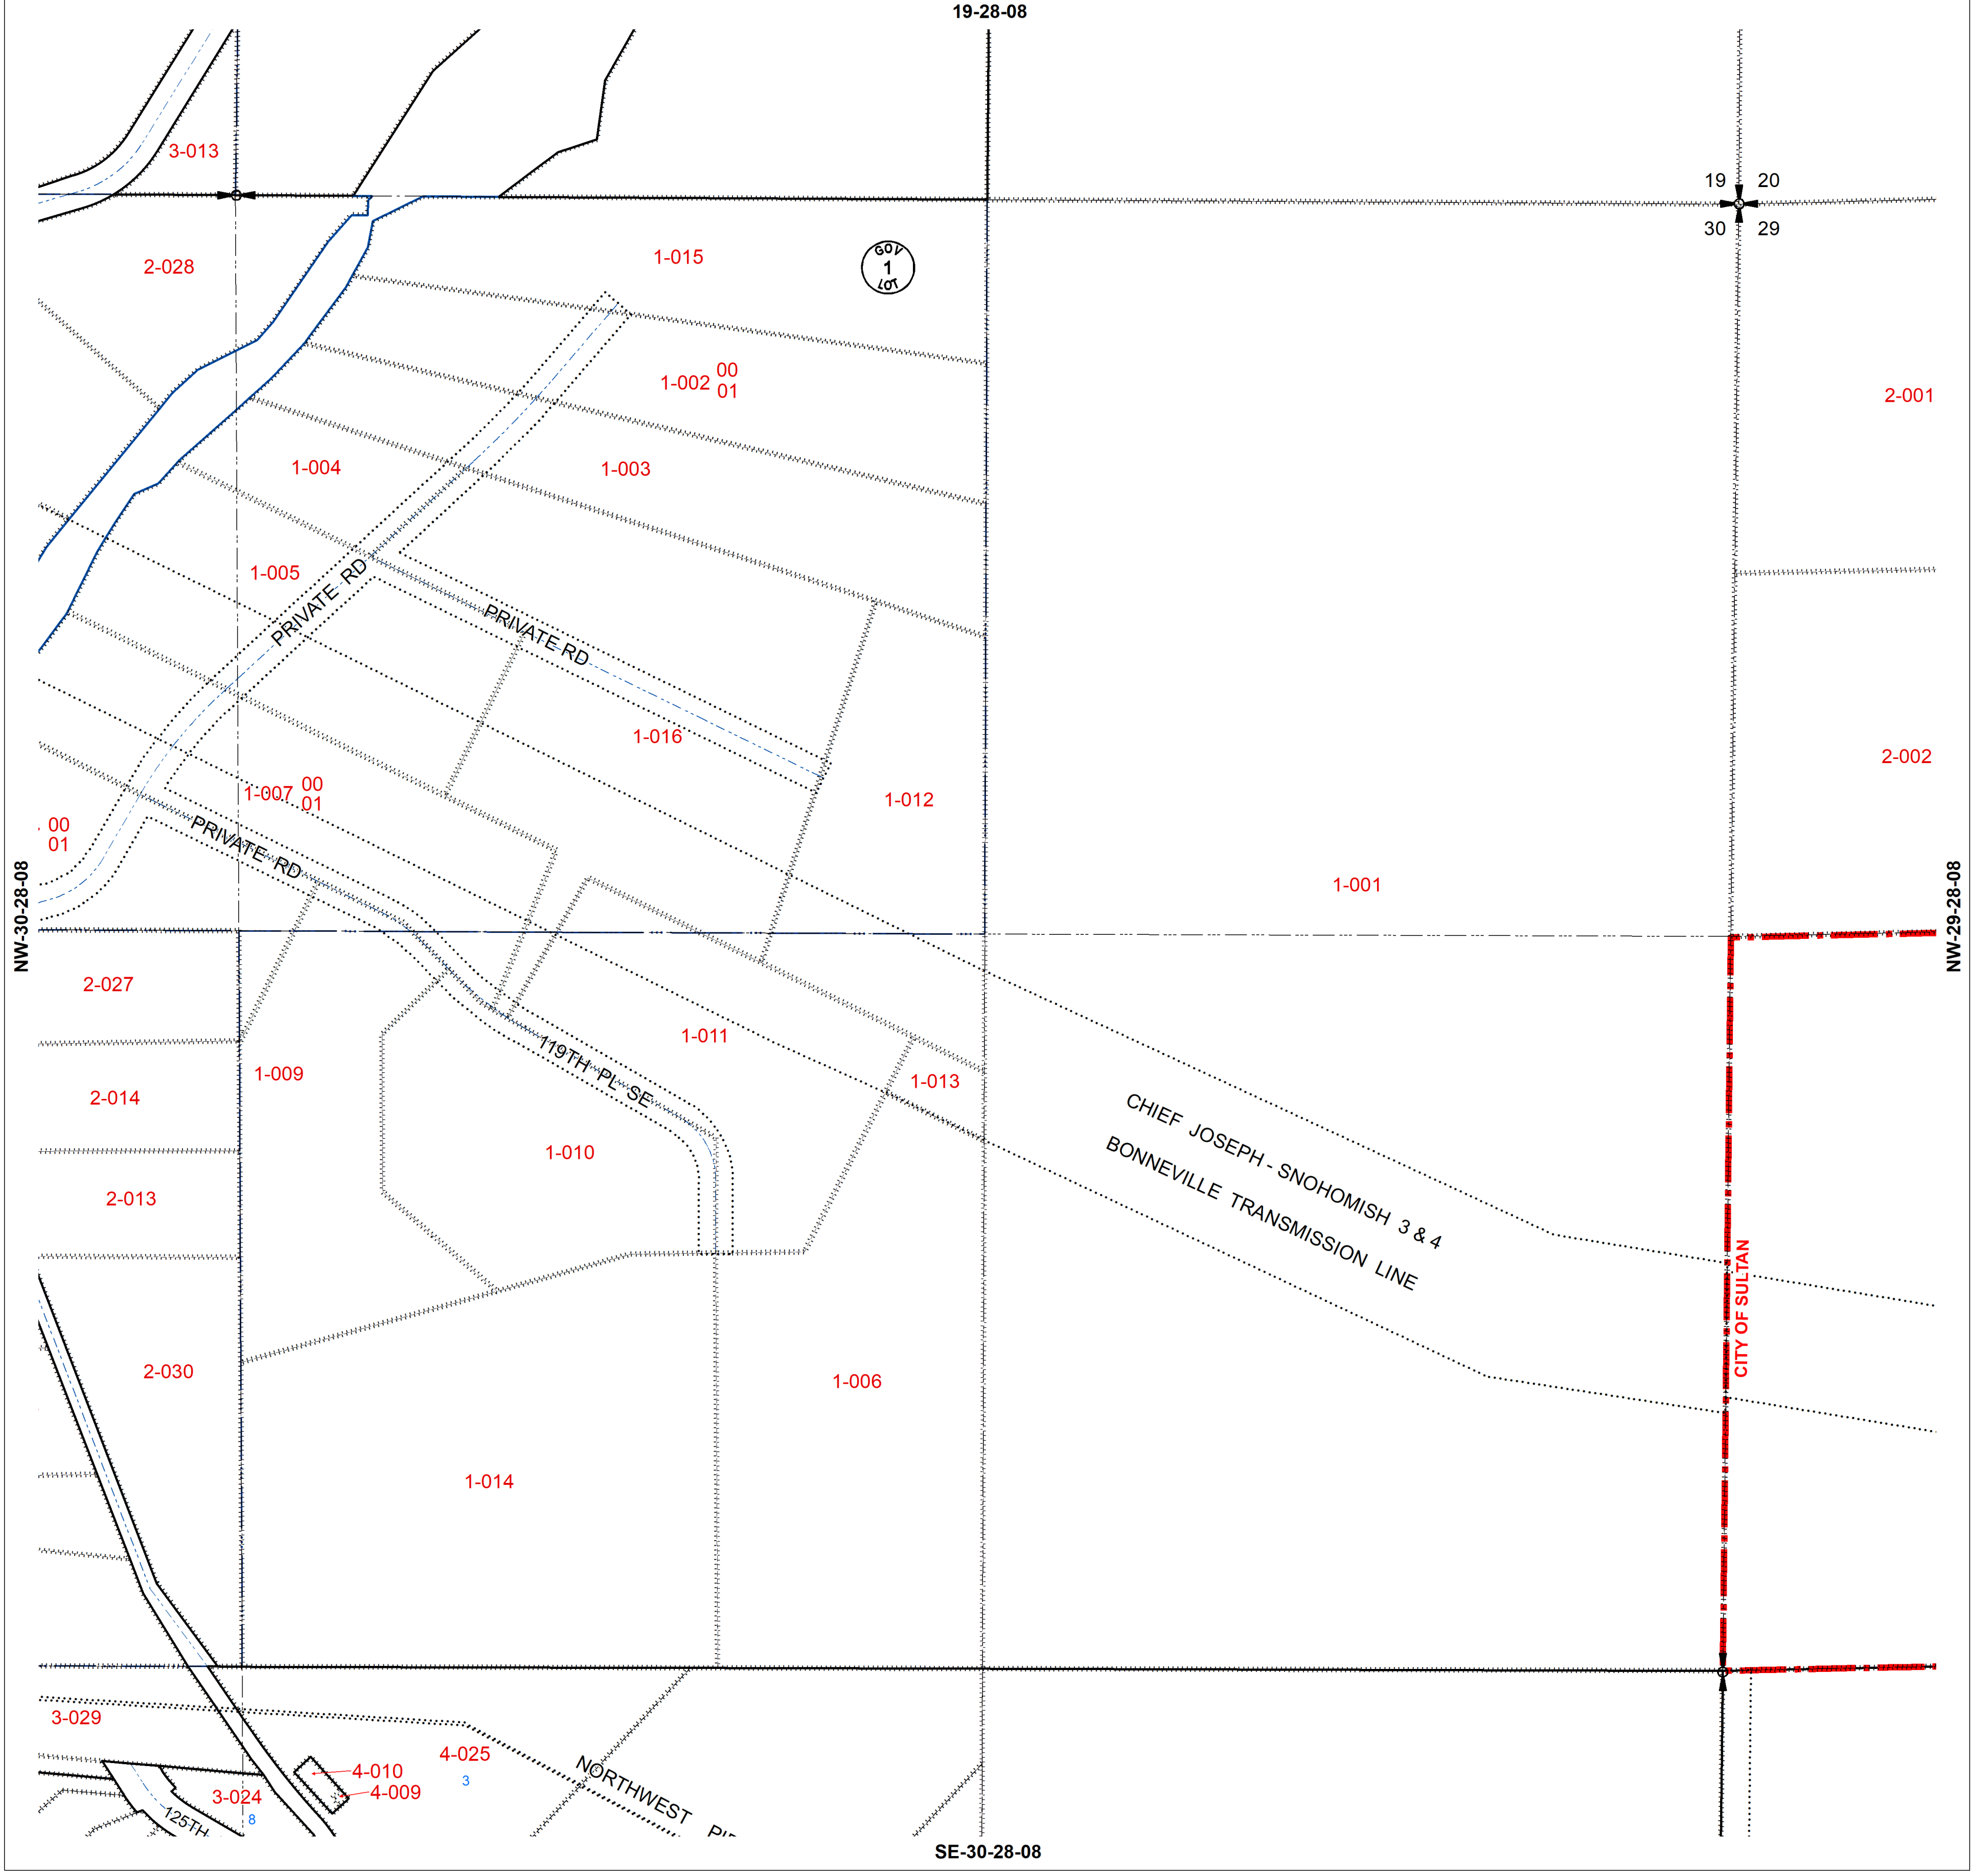 19-28-08
3-013
19 20
30 29
2-028
1-015
GOV
1
LOT
1-002 00
01
2-001
1-004
1-003
1-005
PRIVATE RD
PRIVATE RD
1-016
2-002
1-007 00
01
1-012
00
01
PRIVATE RD
NW-30-28-08
1-001
NW-29-28-08
2-027
1-011
119TH PL SE
1-009
1-013
2-014
1-010
CHIEF JOSEPH - SNOHOMISH 3 & 4
BONNEVILLE TRANSMISSION LINE
2-013
CITY OF SULTAN
2-030
1-006
1-014
3-029
4-025
3
4-010
4-009
3-024
8
125TH
NORTHWEST
SE-30-28-08